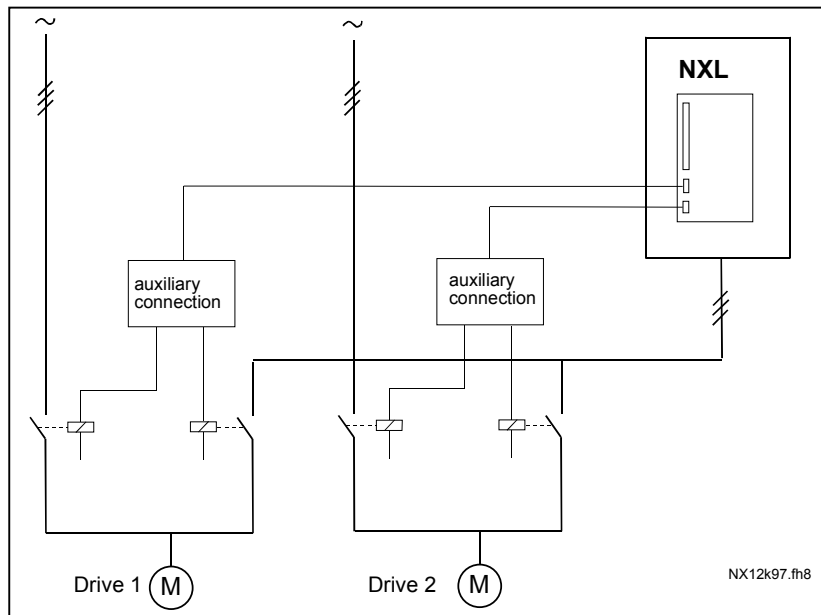 ~
~
NXL
auxiliary
connection
auxiliary
connection
Drive 1
M
Drive 2
M
NX12k97.fh8